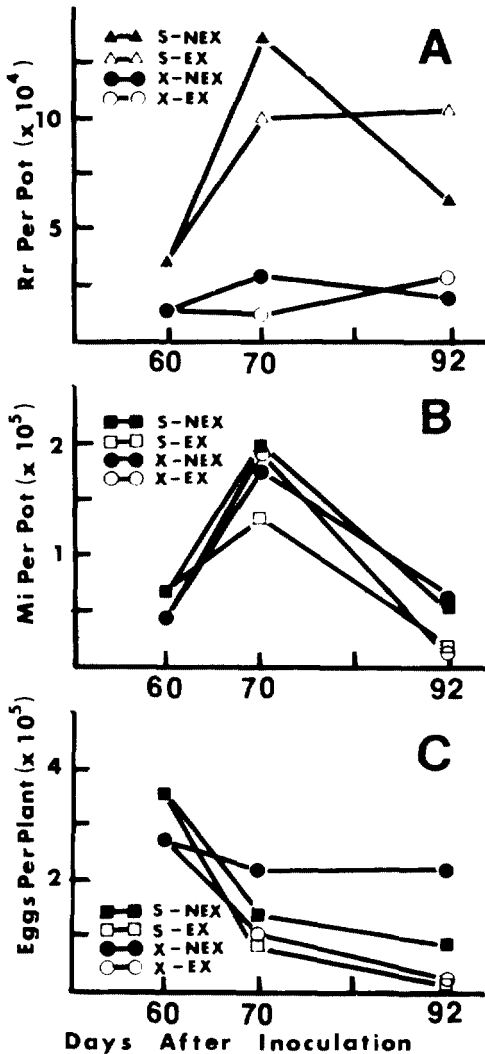 A
S-NEX
S-EX
X-NEX
X-EX
Rr Per Pot (x 10⁴)
10
5
60 70 92
B
S-NEX
S-EX
X-NEX
X-EX
Mi Per Pot (x 10⁵)
2
1
60 70 92
C
Eggs Per Plant (x 10⁵)
4
2
S-NEX
S-EX
X-NEX
X-EX
60 70 92
Days After Inoculation